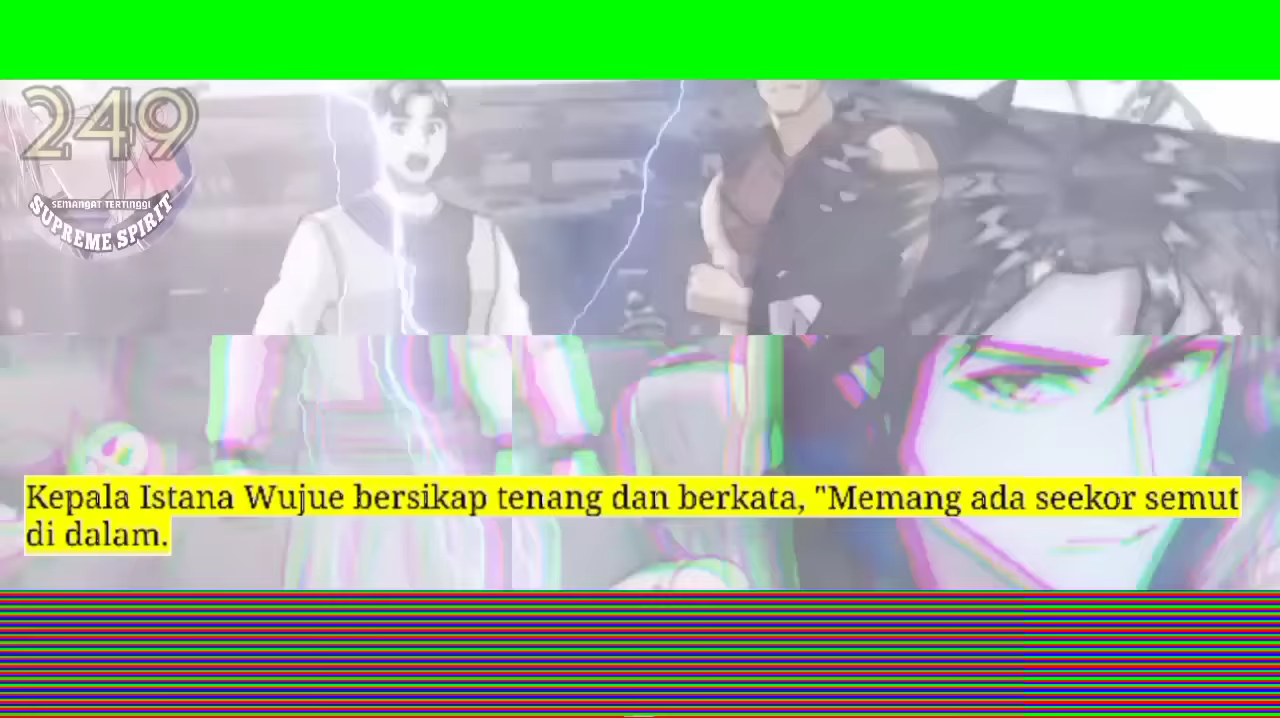 249
SEMANGAT TERTINGGI
SUPREME SPIRIT
Kepala Istana Wujue bersikap tenang dan berkata, "Memang ada seekor semut
di dalam.